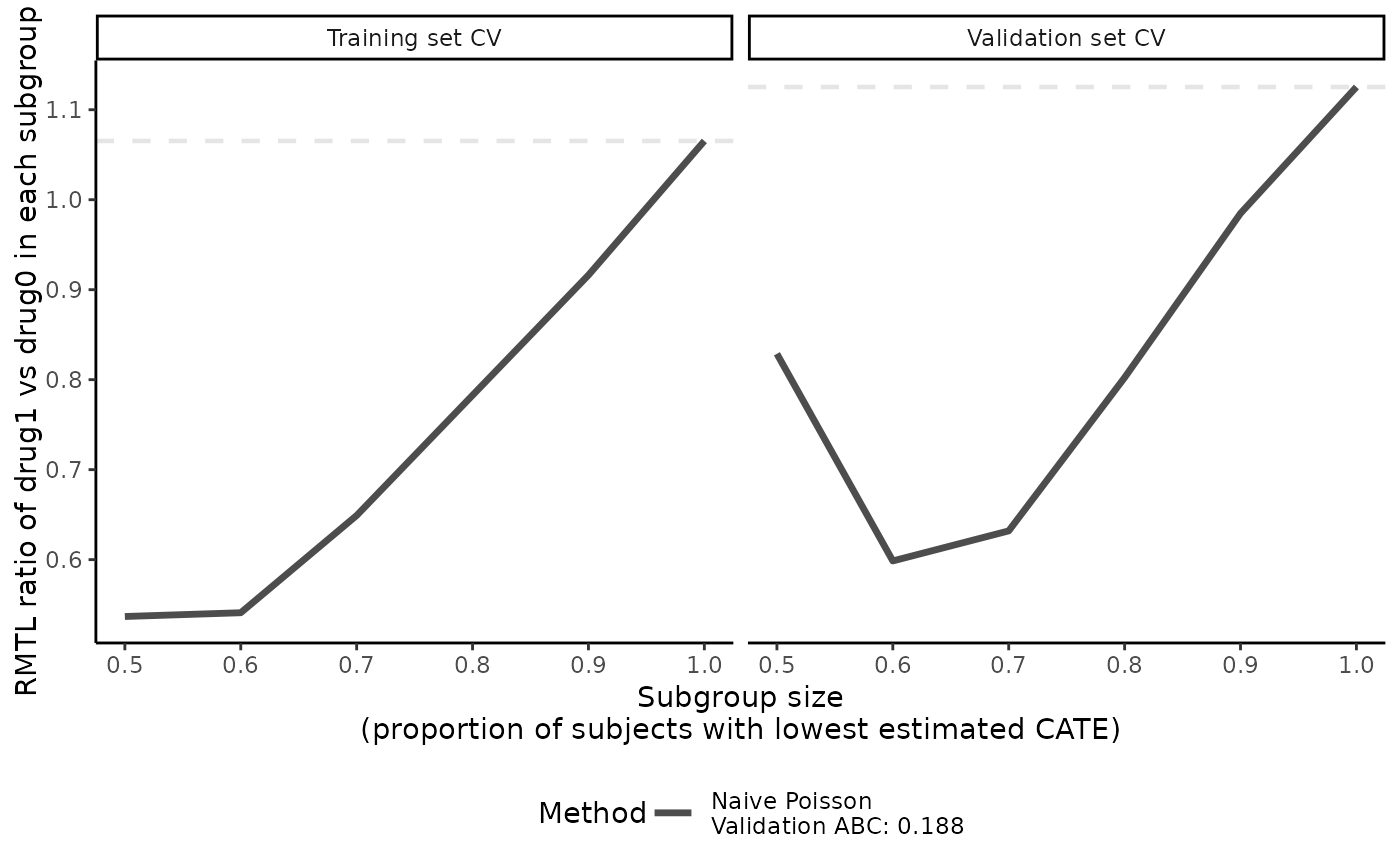 Training set CV
Validation set CV
RMTL ratio of drug1 vs drug0 in each subgroup
1.1
1.0
0.9
0.8
0.7
0.6
0.5 0.6 0.7 0.8 0.9 1.0
0.5 0.6 0.7 0.8 0.9 1.0
Subgroup size
(proportion of subjects with lowest estimated CATE)
Method
Naive Poisson
Validation ABC: 0.188